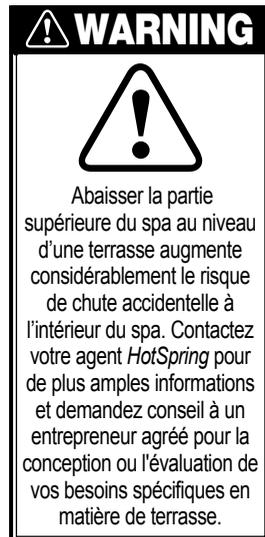 WARNING
Abaisser la partie
supérieure du spa au niveau
d'une terrasse augmente
considérablement le risque
de chute accidentelle à
l'intérieur du spa. Contactez
votre agent HotSpring pour
de plus amples informations
et demandez conseil à un
entrepreneur agréé pour la
conception ou l'évaluation de
vos besoins spécifiques en
matière de terrasse.